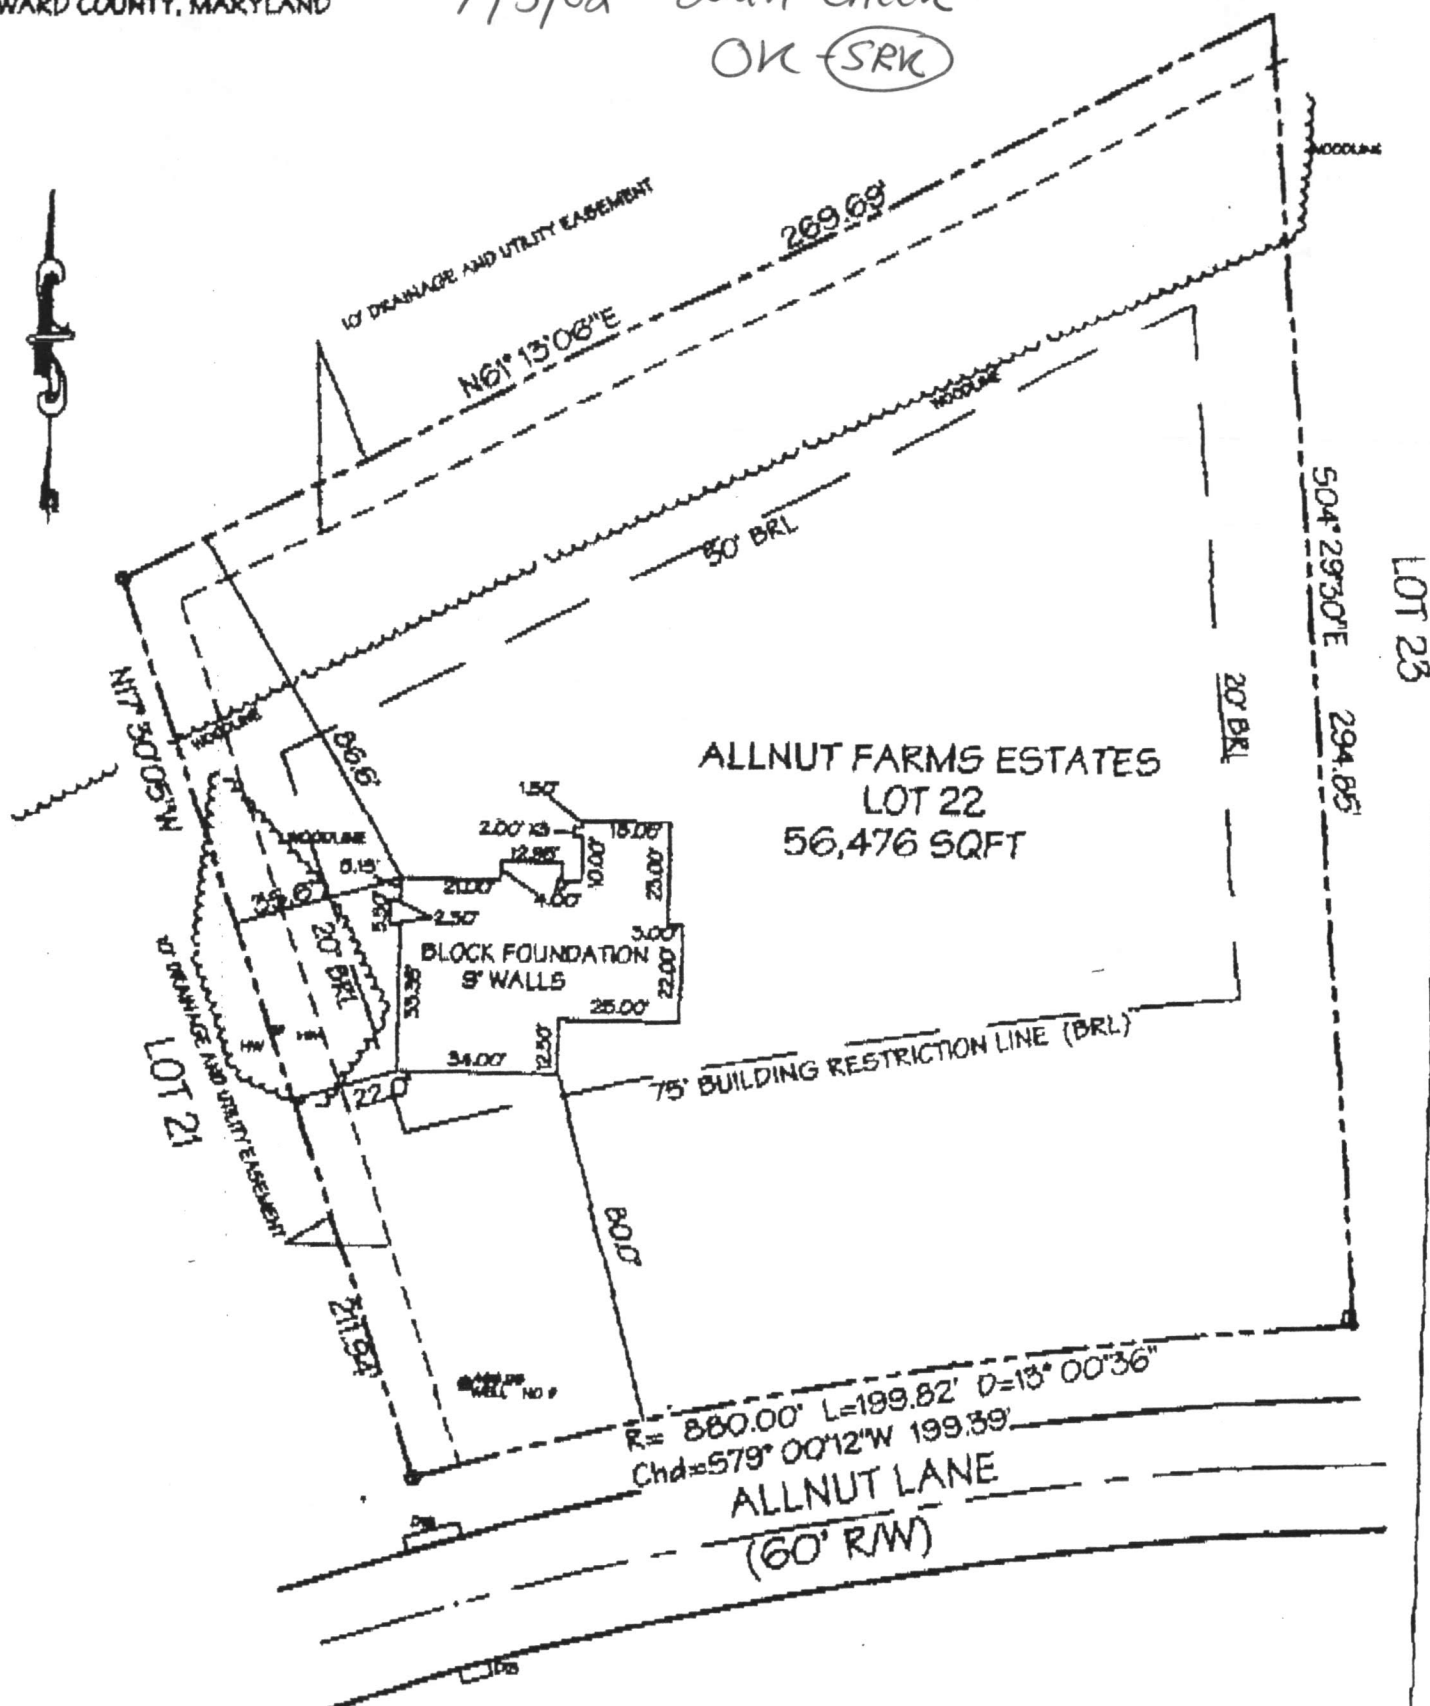 WARD COUNTY, MARYLAND
OK - SRK
WOODLINE
10' DRAINAGE AND UTILITY EASEMENT
269.69'
N61°13'06"E
WOODLINE
50' BRL
S04°29'30"E 294.85'
LOT 23
20' BRL
N17°30'05"W
WOODLINE
86.6'
ALLNUT FARMS ESTATES
LOT 22
56,476 SQFT
1.50'
2.00' X3
12.85'
10.00'
23.00'
WOODLINE
5.15'
21.00'
4.00'
2.50'
20' BRL
BLOCK FOUNDATION
9" WALLS
3.00'
22.00'
25.00'
34.00'
12.50'
HW
HW
10' DRAINAGE AND UTILITY EASEMENT
LOT 21
22.0
75' BUILDING RESTRICTION LINE (BRL)
80.0'
211.94'
WELL NO #
R= 880.00' L=199.82' D=13°00'36"
Chd=S79°00'12"W 199.39'
ALLNUT LANE
(60' R/W)